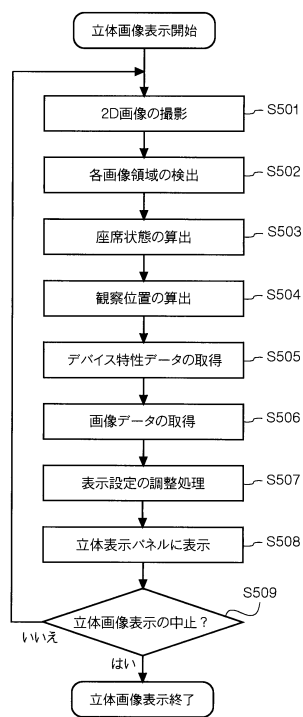 立体画像表示開始
2D画像の撮影
S501
各画像領域の検出
S502
座席状態の算出
S503
観察位置の算出
S504
デバイス特性データの取得
S505
画像データの取得
S506
表示設定の調整処理
S507
立体表示パネルに表示
S508
S509
立体画像表示の中止?
いいえ
はい
立体画像表示終了